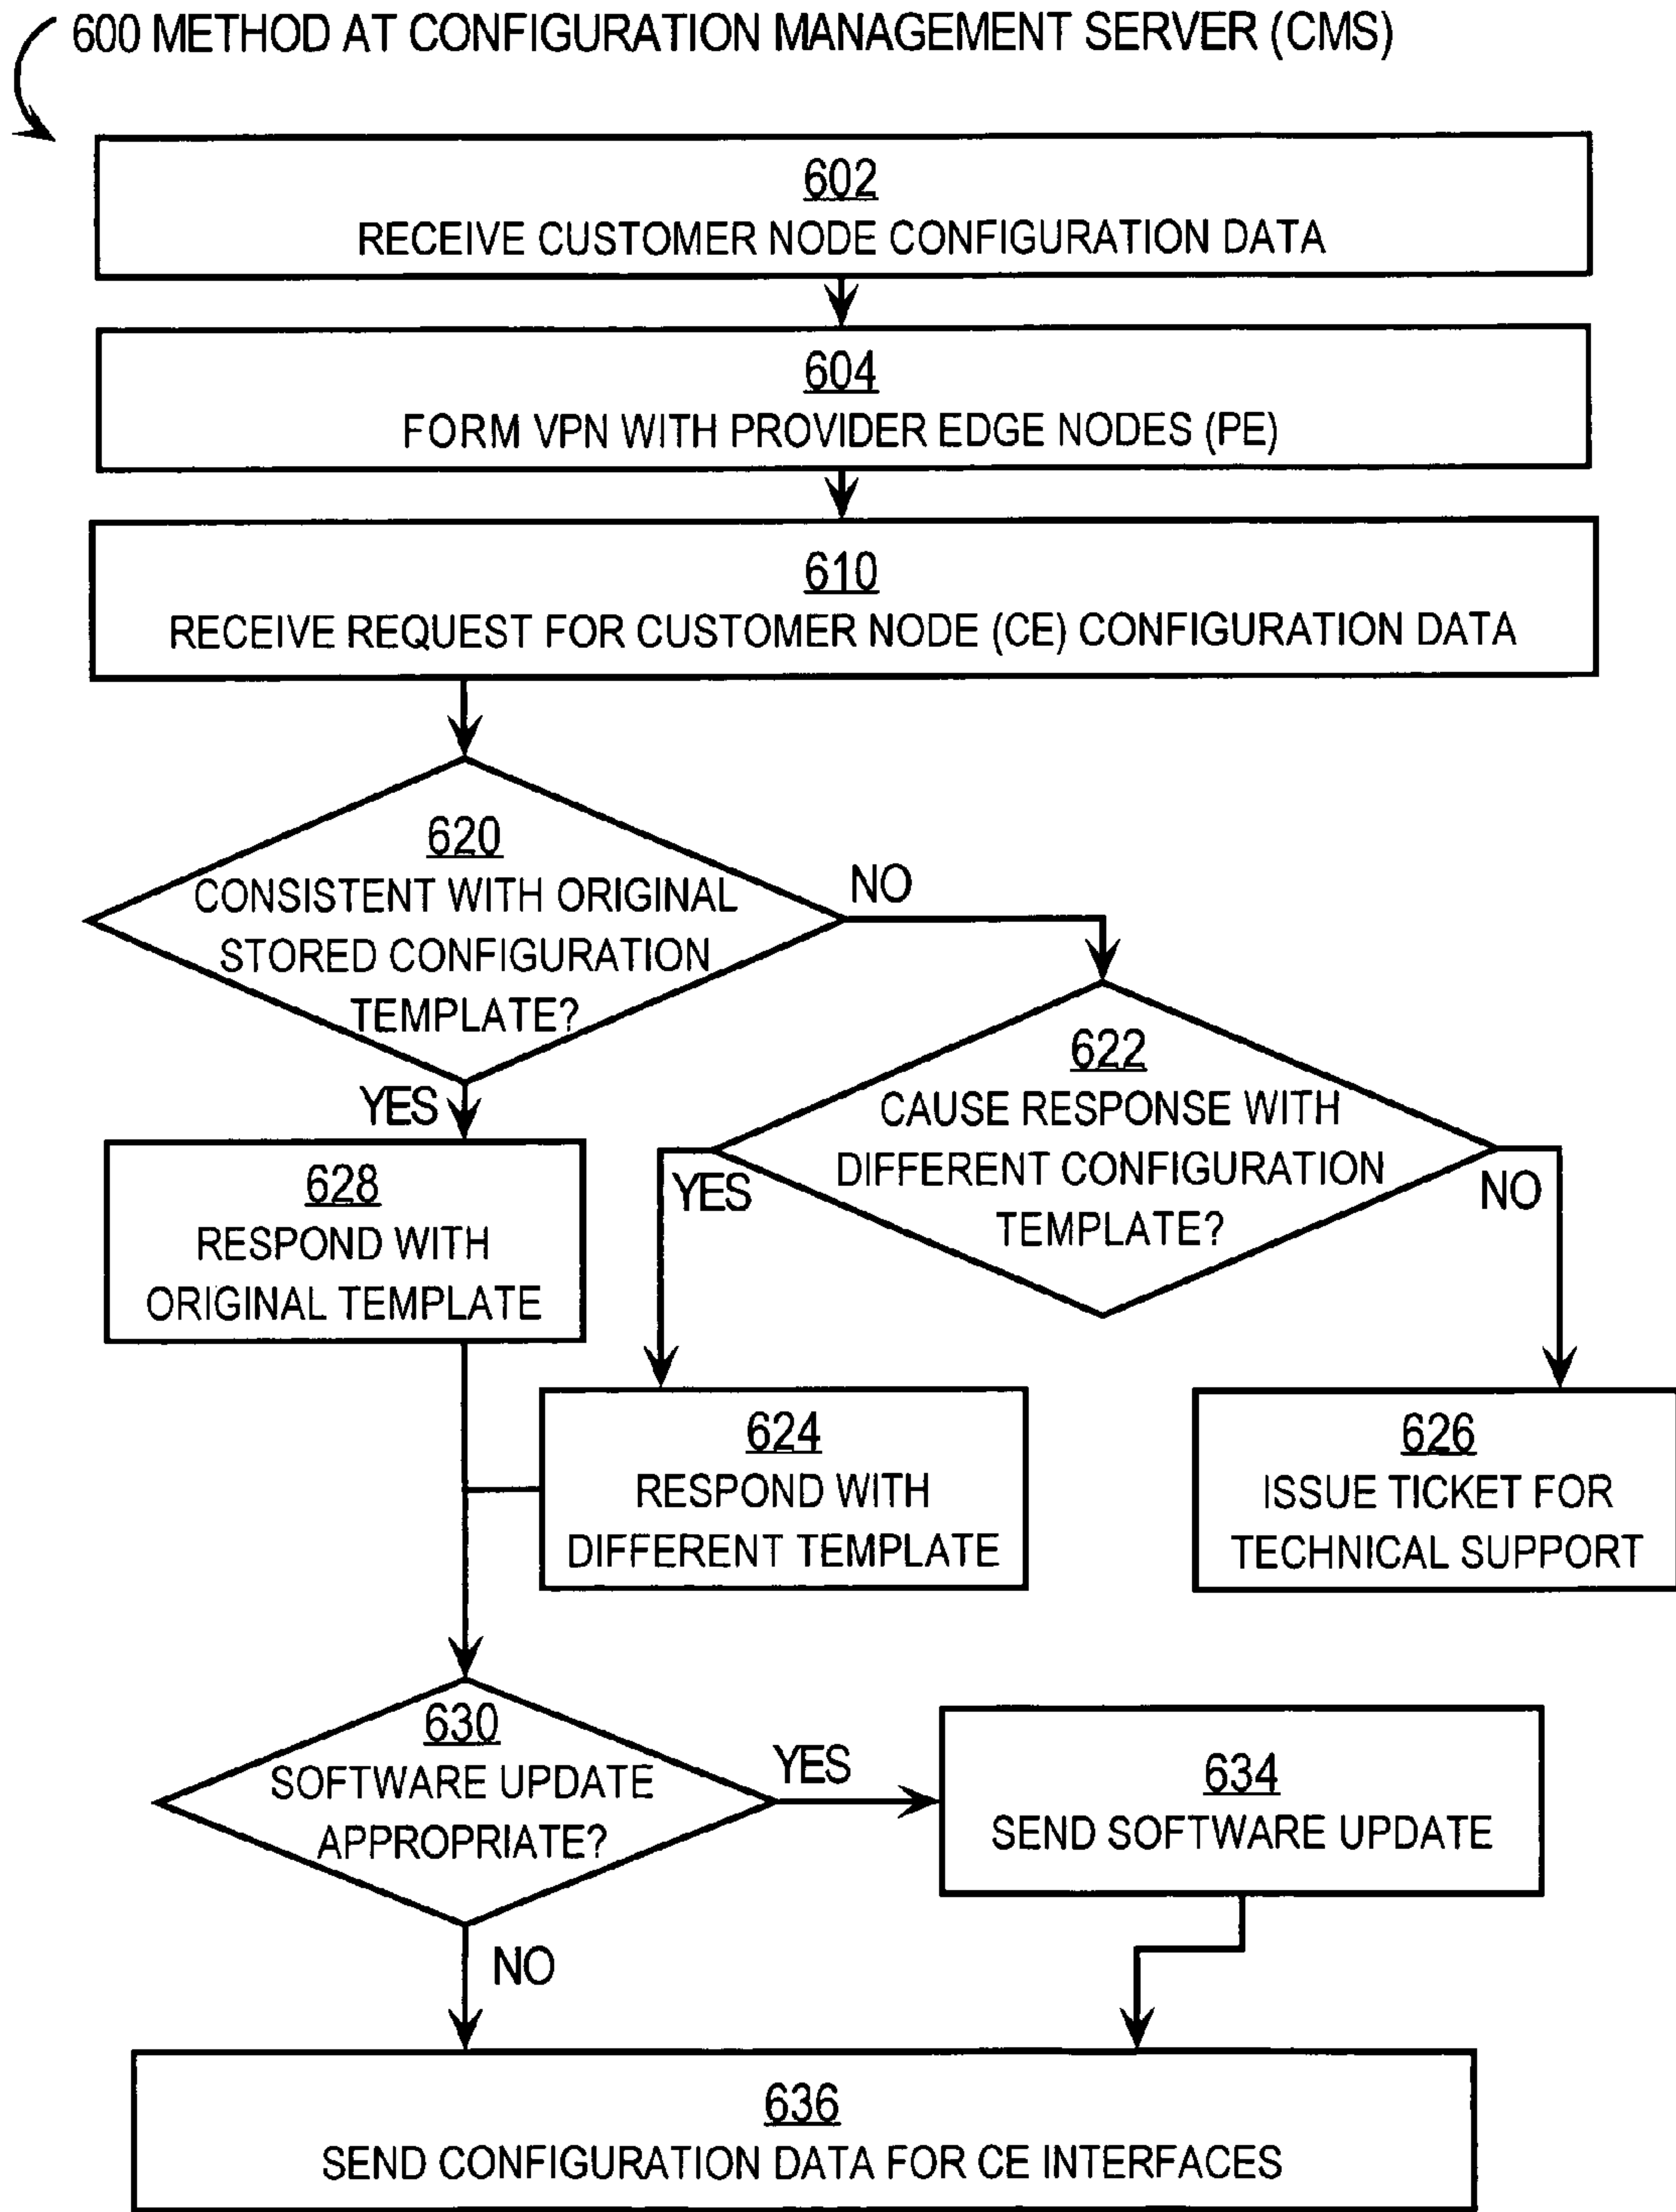 600 METHOD AT CONFIGURATION MANAGEMENT SERVER (CMS)
602
RECEIVE CUSTOMER NODE CONFIGURATION DATA
604
FORM VPN WITH PROVIDER EDGE NODES (PE)
610
RECEIVE REQUEST FOR CUSTOMER NODE (CE) CONFIGURATION DATA
620
CONSISTENT WITH ORIGINAL
STORED CONFIGURATION
TEMPLATE?
NO
YES
622
CAUSE RESPONSE WITH
DIFFERENT CONFIGURATION
TEMPLATE?
YES
NO
628
RESPOND WITH
ORIGINAL TEMPLATE
624
RESPOND WITH
DIFFERENT TEMPLATE
626
ISSUE TICKET FOR
TECHNICAL SUPPORT
630
SOFTWARE UPDATE
APPROPRIATE?
YES
NO
634
SEND SOFTWARE UPDATE
636
SEND CONFIGURATION DATA FOR CE INTERFACES